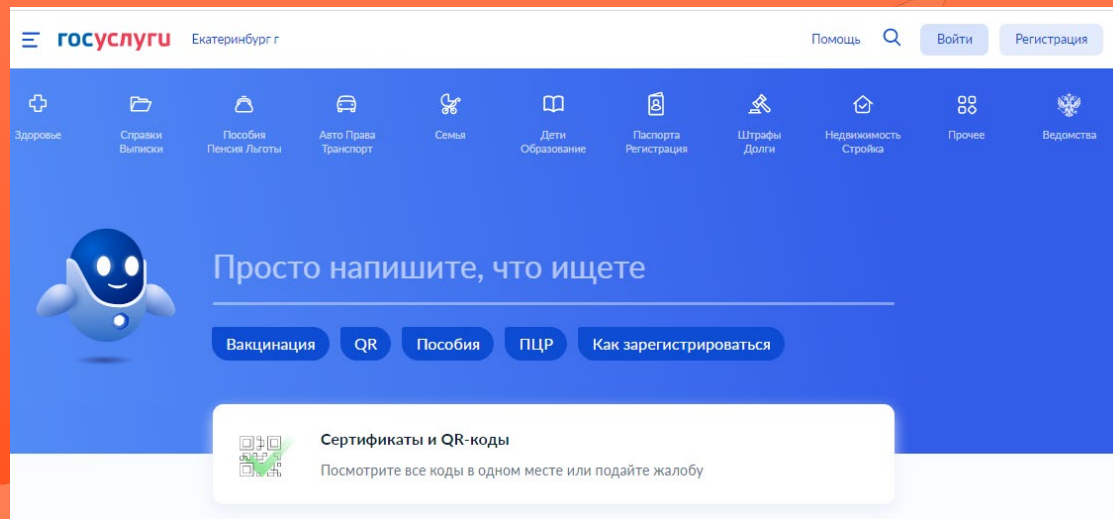 госуслуги Екатеринбург г Помощь Войти Регистрация
Здоровье
Справки
Выписки
Пособия
Пенсия Льготы
Авто Права
Транспорт
Семья
Дети
Образование
Паспорта
Регистрация
Штрафы
Долги
Недвижимость
Стройка
Прочее
Ведомства
Просто напишите, что ищете
Вакцинация QR Пособия ПЦР Как зарегистрироваться
Сертификаты и QR-коды
Посмотрите все коды в одном месте или подайте жалобу